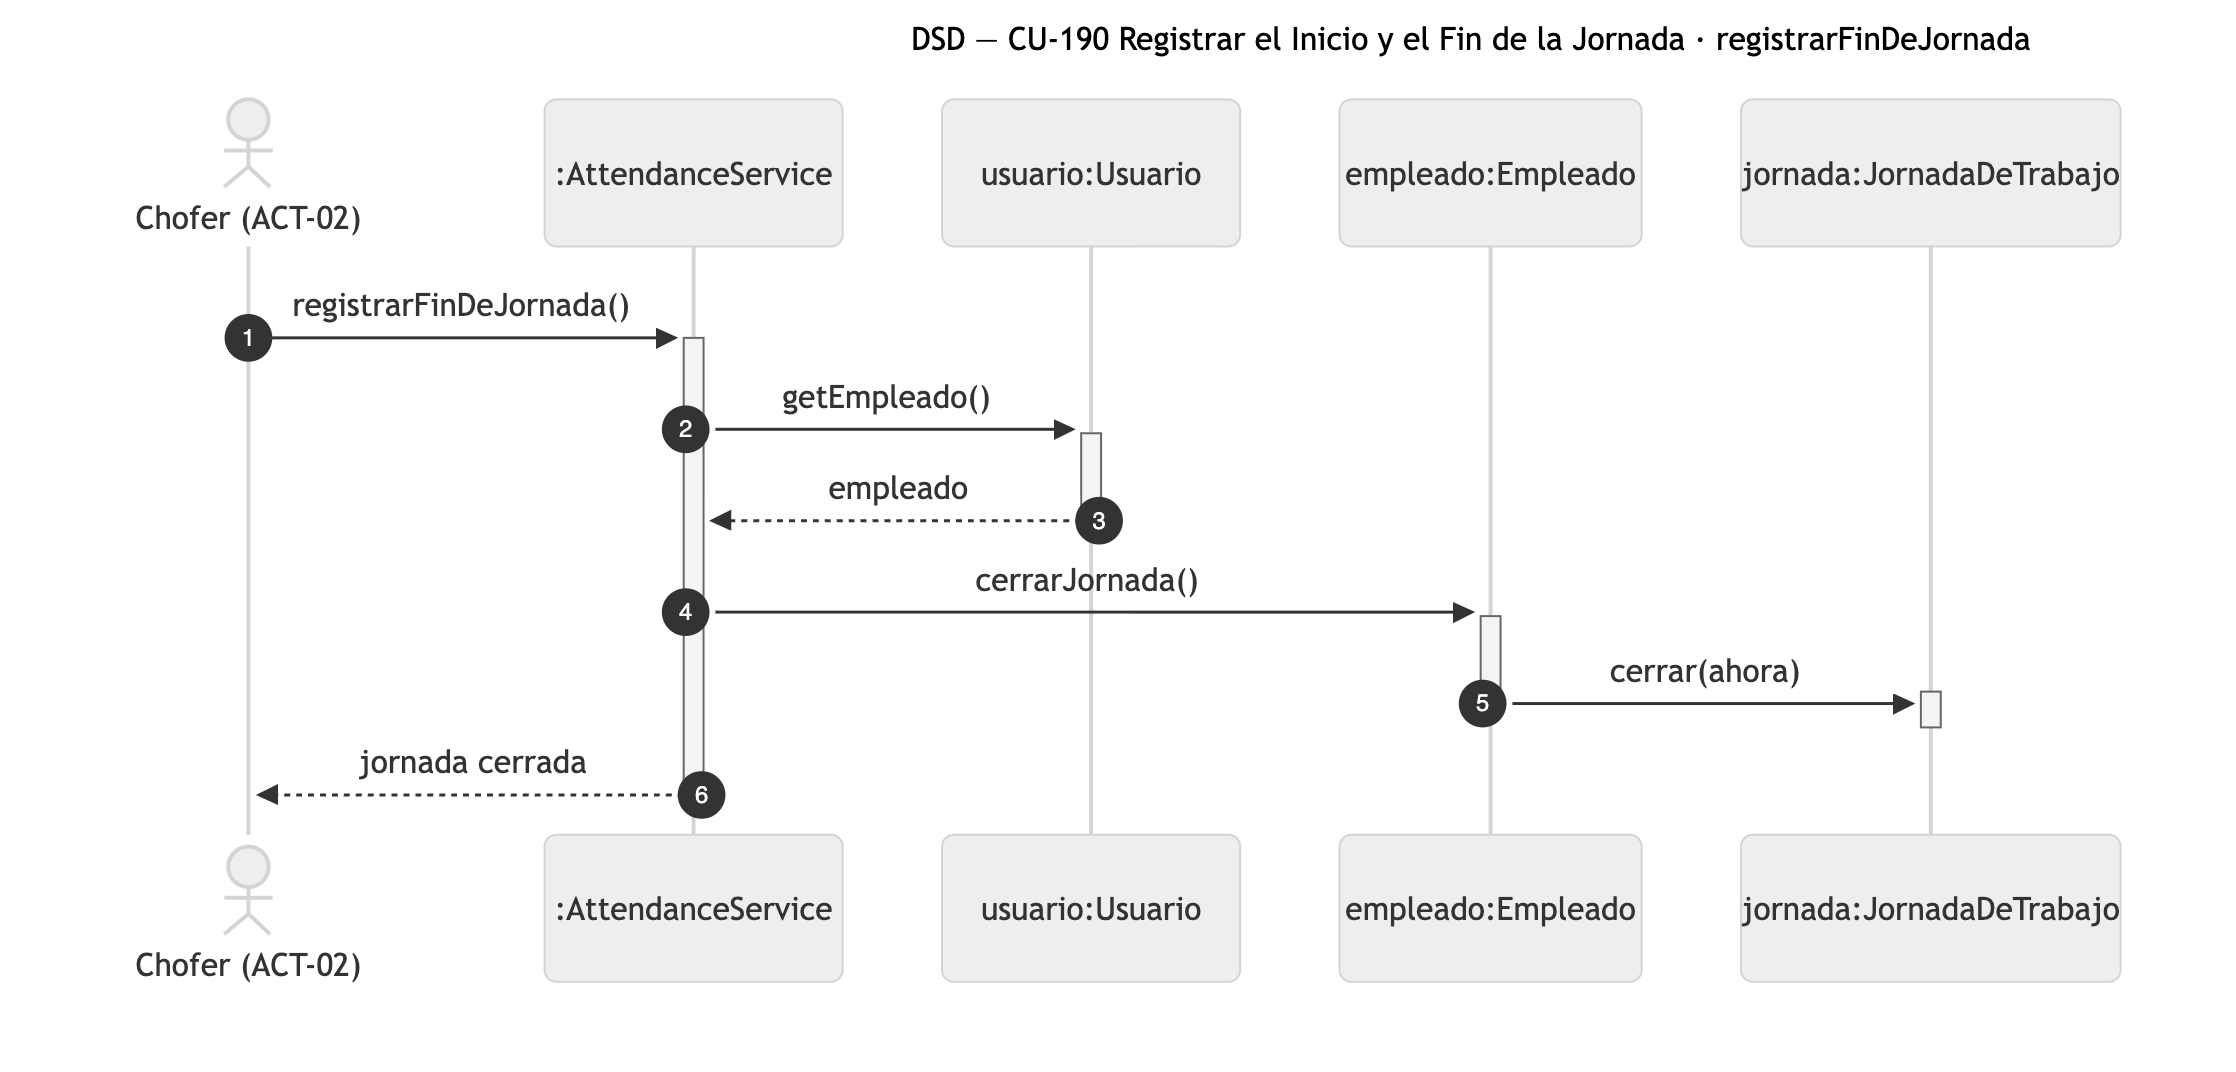 DSD — CU-190 Registrar el Inicio y el Fin de la Jornada · registrarFinDeJornada
Chofer (ACT-02)
:AttendanceService
usuario:Usuario
empleado:Empleado
jornada:JornadaDeTrabajo
registrarFinDeJornada()
1
getEmpleado()
2
empleado
3
cerrarJornada()
4
cerrar(ahora)
5
jornada cerrada
6
Chofer (ACT-02)
:AttendanceService
usuario:Usuario
empleado:Empleado
jornada:JornadaDeTrabajo